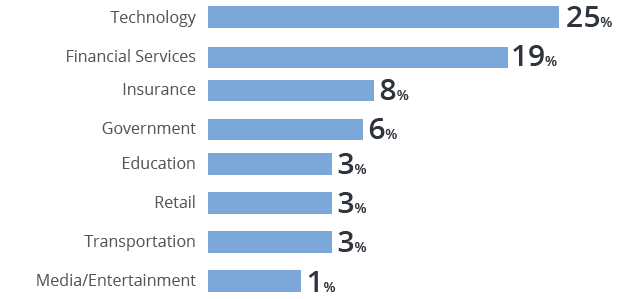 Technology 25%
Financial Services 19%
Insurance 8%
Government 6%
Education 3%
Retail 3%
Transportation 3%
Media/Entertainment 1%